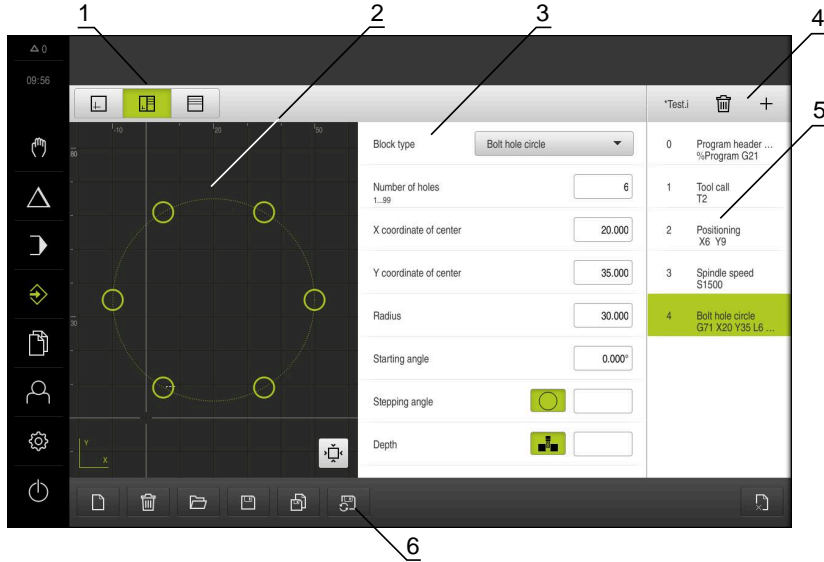 1
2
3
4
0
09:56
*Test.i
-10
20
50
80
Block type
Bolt hole circle
0
Program header ...
%Program G21
5
Number of holes
1...99
6
1
Tool call
T2
X coordinate of center
20.000
2
Positioning
X6 Y9
Y coordinate of center
35.000
3
Spindle speed
S1500
30
Radius
30.000
4
Bolt hole circle
G71 X20 Y35 L6 ...
Starting angle
0.000°
Stepping angle
Depth
Y
X
6